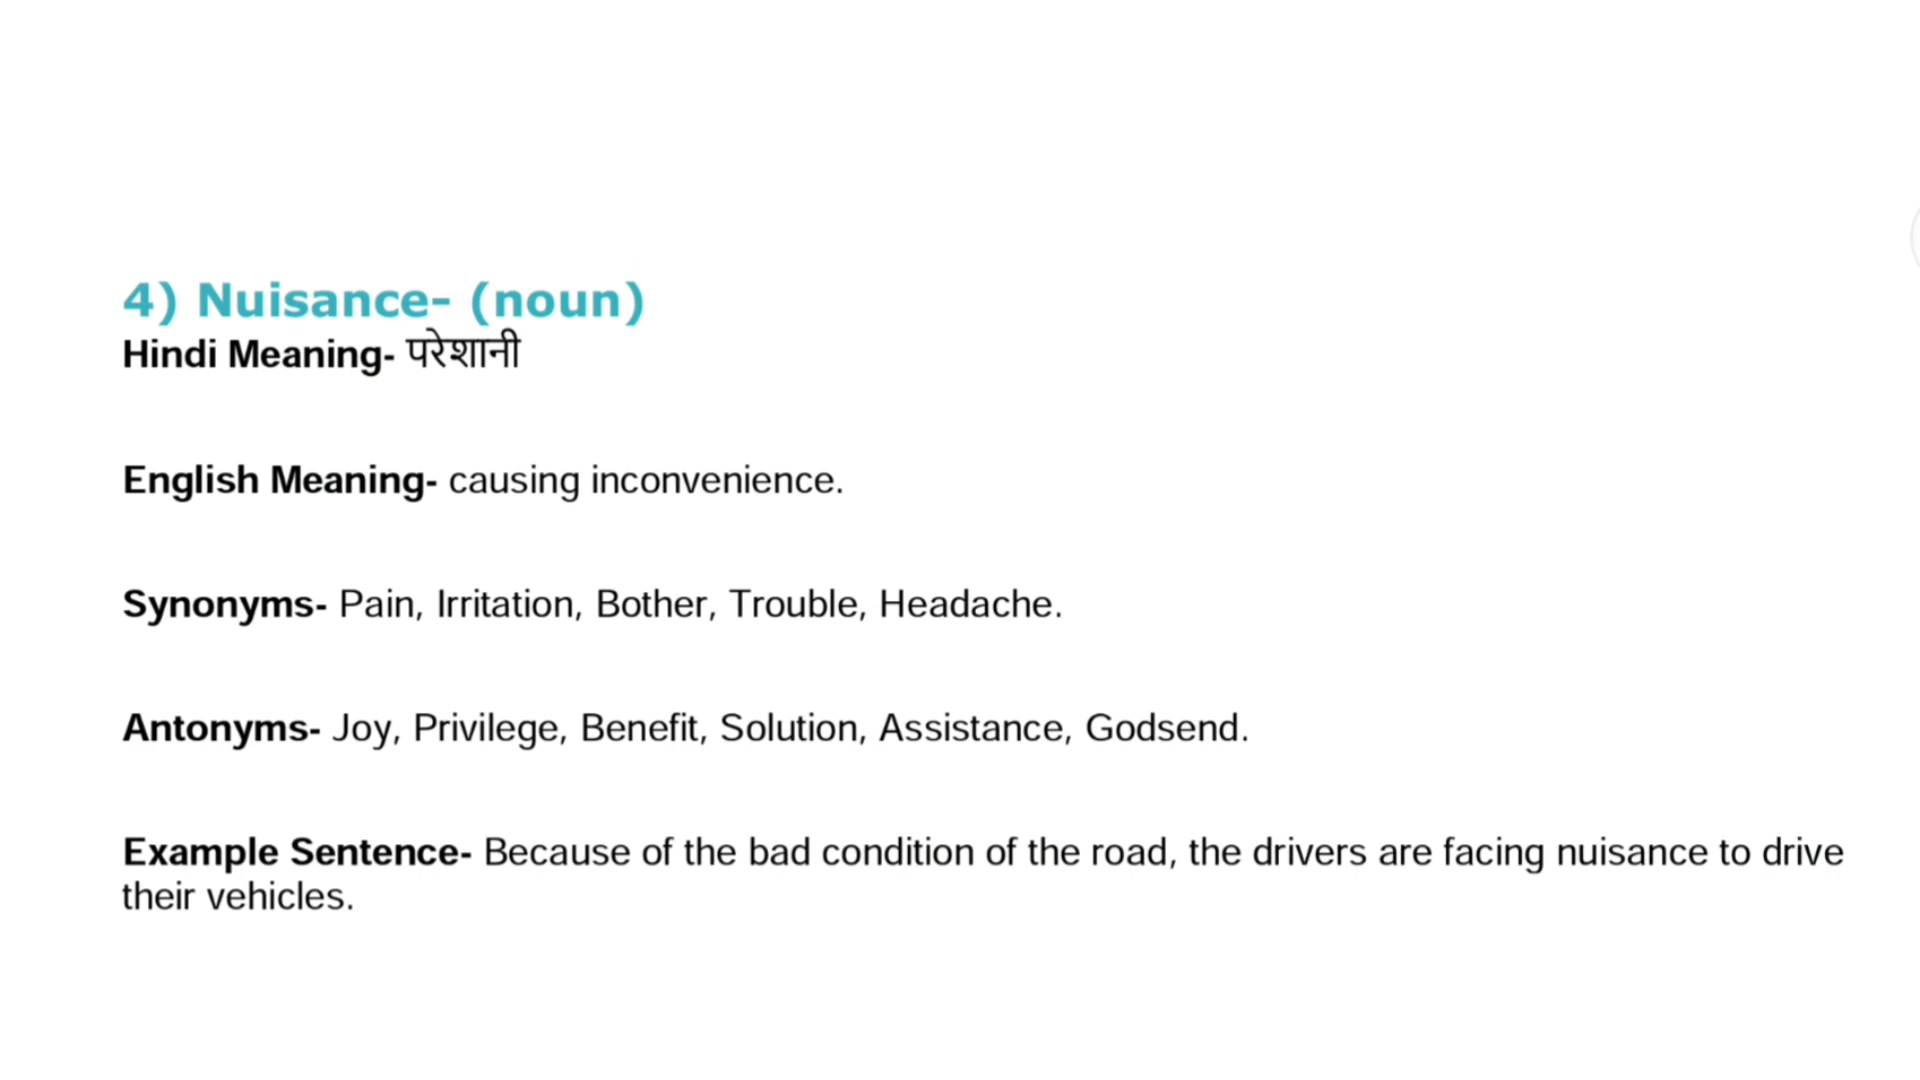 4) Nuisance- (noun)
Hindi Meaning- परेशानी
English Meaning- causing inconvenience.
Synonyms- Pain, Irritation, Bother, Trouble, Headache.
Antonyms- Joy, Privilege, Benefit, Solution, Assistance, Godsend.
Example Sentence- Because of the bad condition of the road, the drivers are facing nuisance to drive
their vehicles.